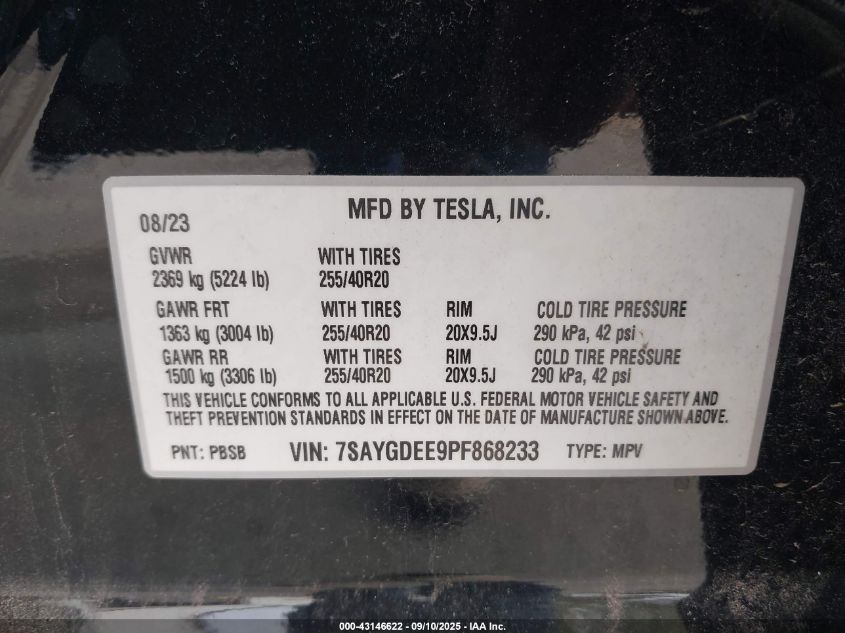 MFD BY TESLA, INC.
08/23
GVWR WITH TIRES
2369 kg (5224 lb) 255/40R20
GAWR FRT WITH TIRES RIM COLD TIRE PRESSURE
1363 kg (3004 lb) 255/40R20 20X9.5J 290 kPa, 42 psi
GAWR RR WITH TIRES RIM COLD TIRE PRESSURE
1500 kg (3306 lb) 255/40R20 20X9.5J 290 kPa, 42 psi
THIS VEHICLE CONFORMS TO ALL APPLICABLE U.S. FEDERAL MOTOR VEHICLE SAFETY AND
THEFT PREVENTION STANDARDS IN EFFECT ON THE DATE OF MANUFACTURE SHOWN ABOVE.
PNT: PBSB VIN: 7SAYGDEE9PF868233 TYPE: MPV
000-43146622 - 09/10/2025 - IAA Inc.